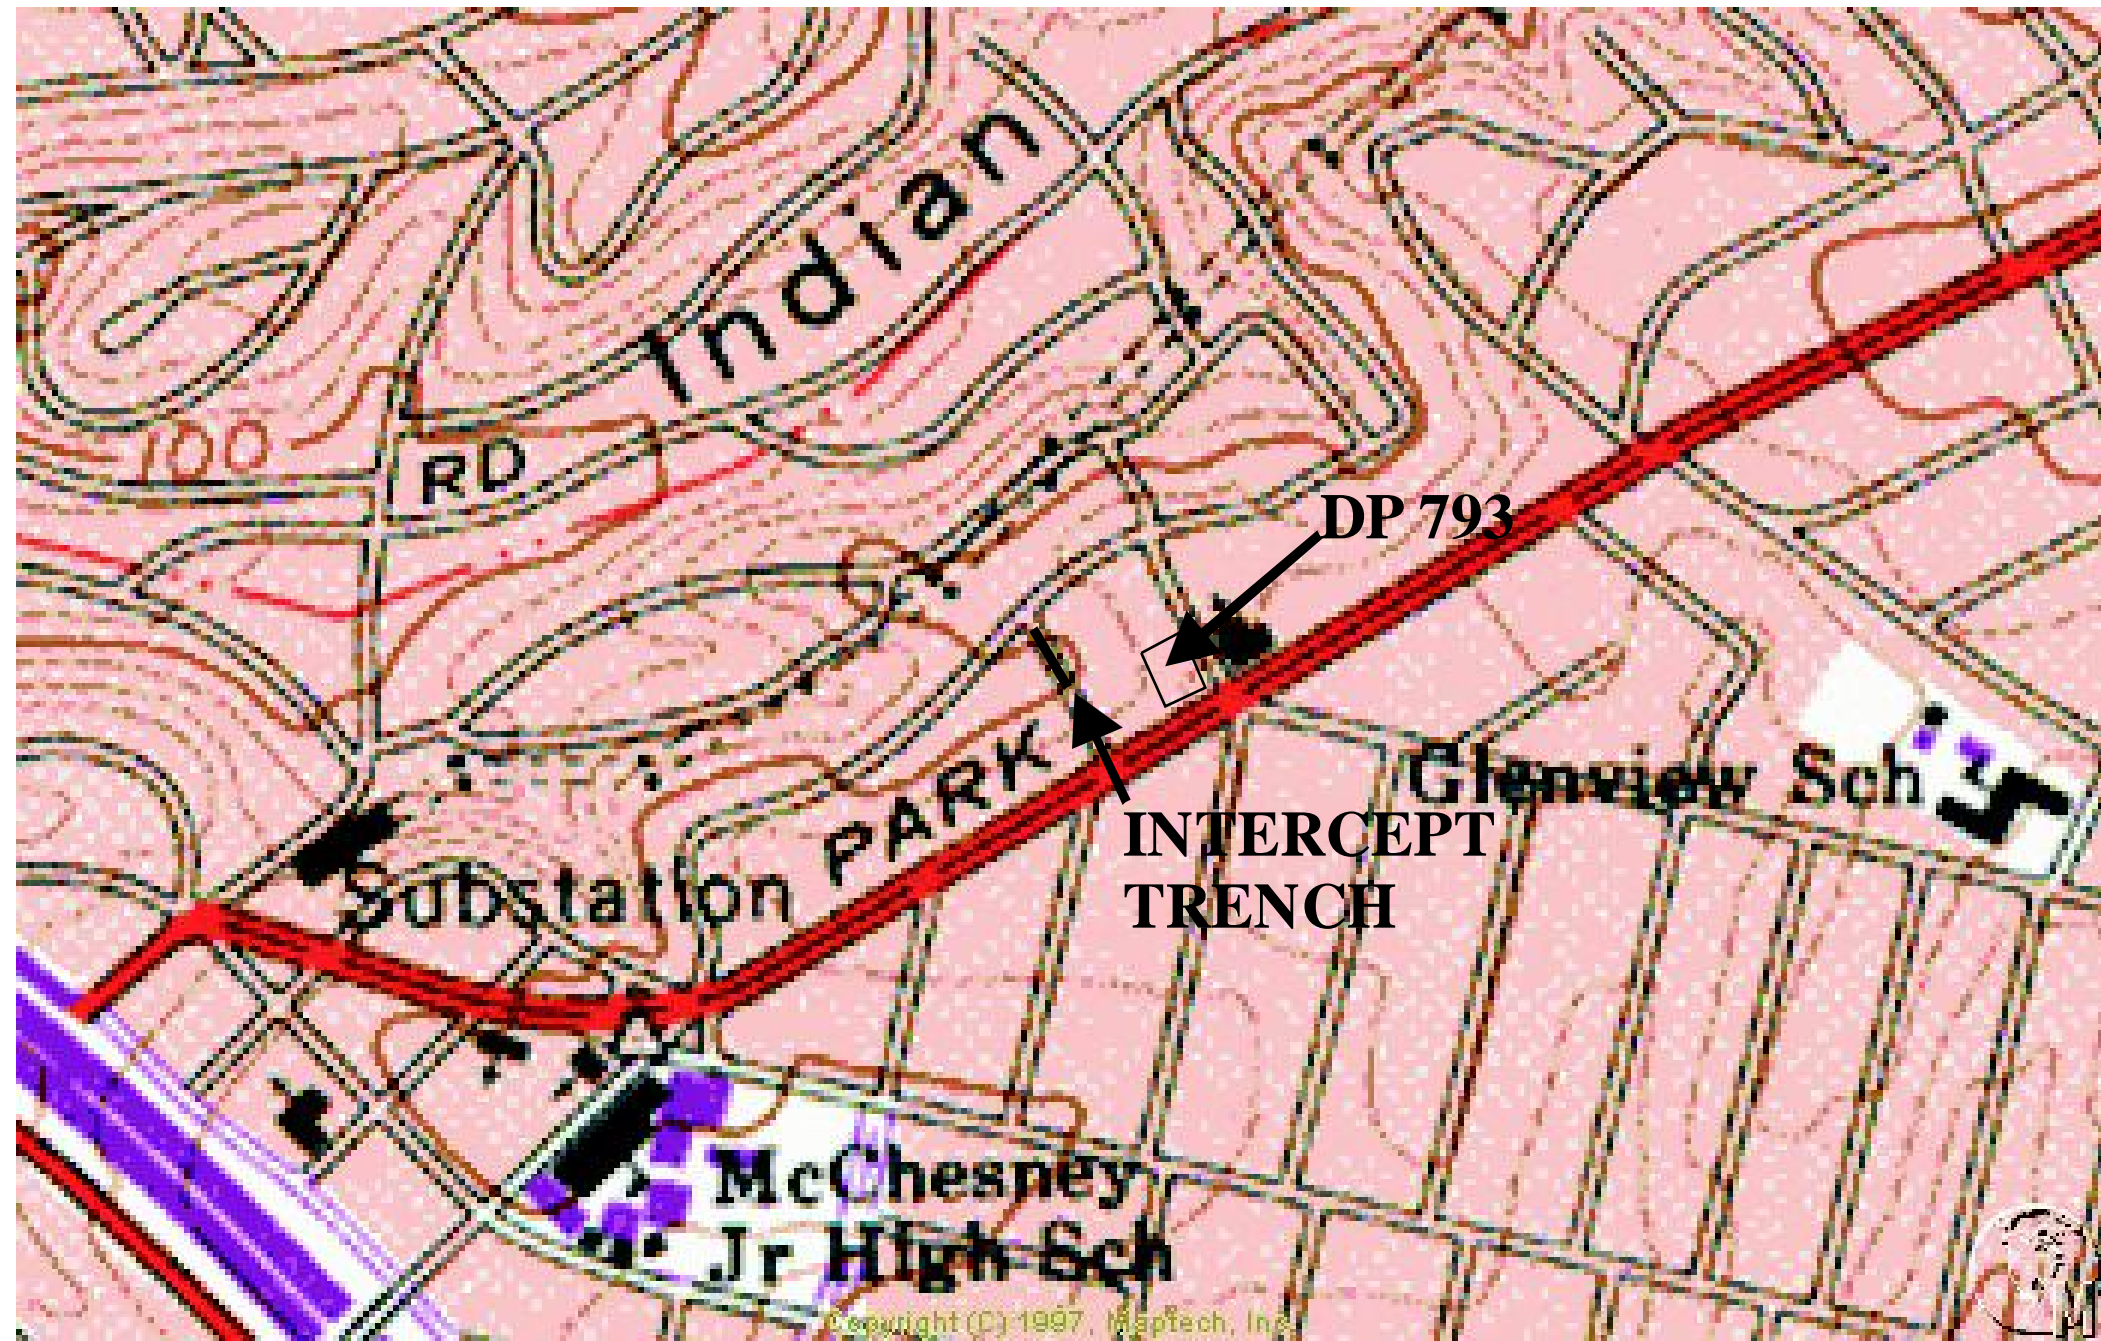 Indian
100
RD
DP 793
PARK
Glenview Sch
INTERCEPT
TRENCH
Substation
McChesney
Jr High Sch
Copyright (C) 1997, Maptech, Inc.